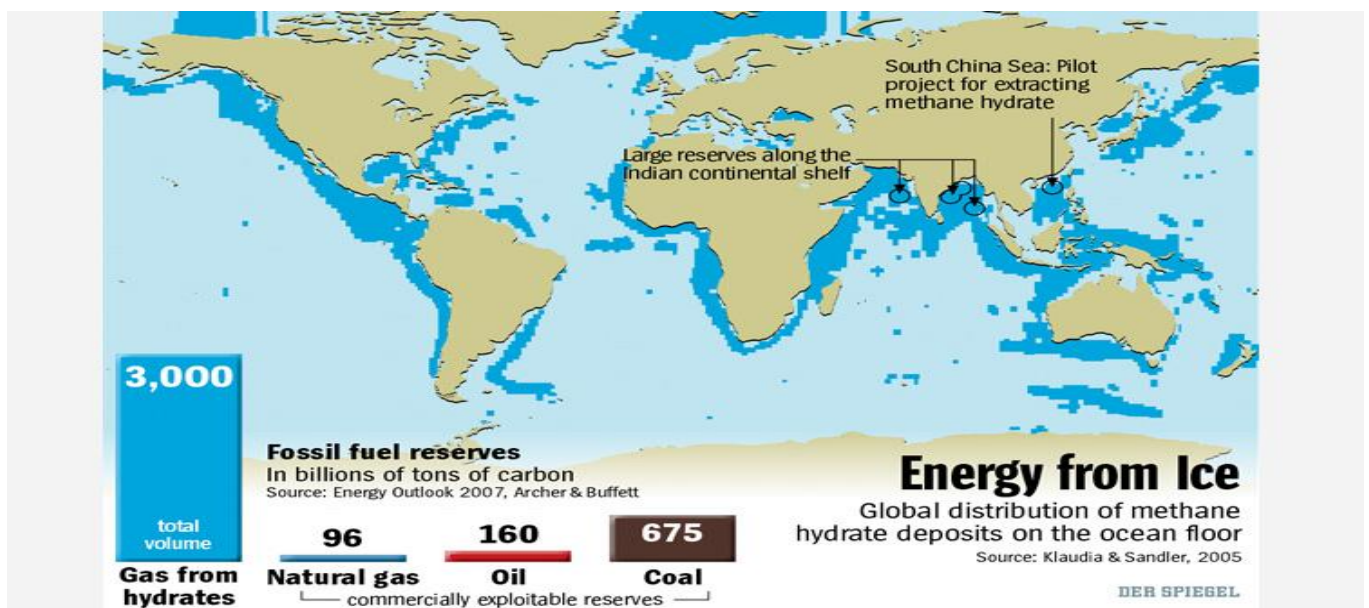 South China Sea: Pilot
project for extracting
methane hydrate
Large reserves along the
Indian continental shelf
3,000
total
volume
Gas from
hydrates
Fossil fuel reserves
In billions of tons of carbon
Source: Energy Outlook 2007, Archer & Buffett
96
Natural gas
160
Oil
675
Coal
commercially exploitable reserves
Energy from Ice
Global distribution of methane
hydrate deposits on the ocean floor
Source: Klaudia & Sandler, 2005
DER SPIEGEL